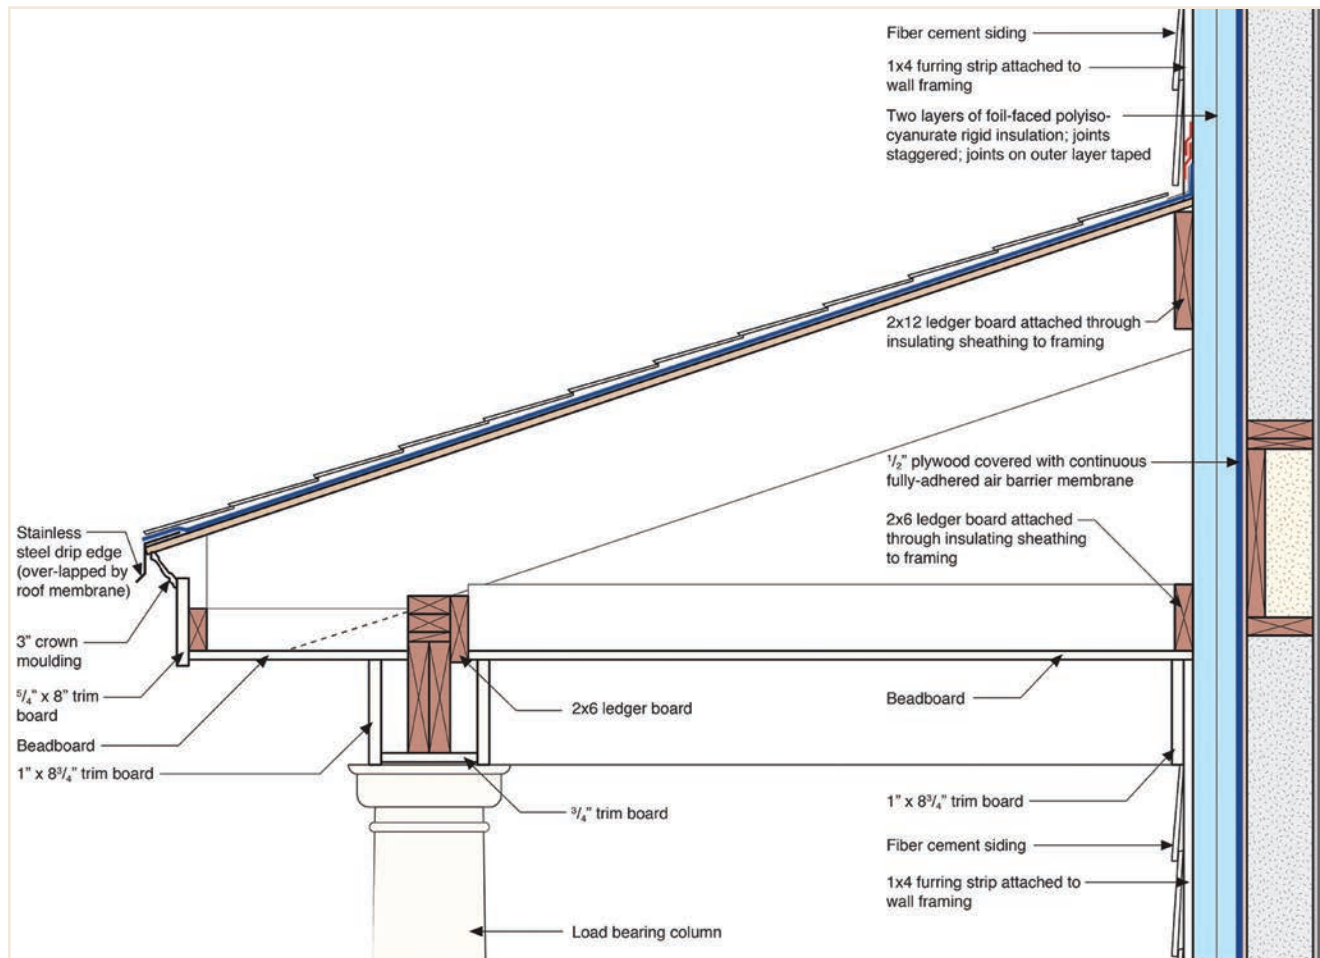 Fiber cement siding
1x4 furring strip attached to
wall framing
Two layers of foil-faced polyiso-
cyanurate rigid insulation; joints
staggered; joints on outer layer taped
2x12 ledger board attached through
insulating sheathing to framing
1/2" plywood covered with continuous
fully-adhered air barrier membrane
2x6 ledger board attached
through insulating sheathing
to framing
Stainless
steel drip edge
(over-lapped by
roof membrane)
3" crown
moulding
5/4" x 8" trim
board
Beadboard
1" x 8 3/4" trim board
2x6 ledger board
3/4" trim board
Load bearing column
Beadboard
1" x 8 3/4" trim board
Fiber cement siding
1x4 furring strip attached to
wall framing